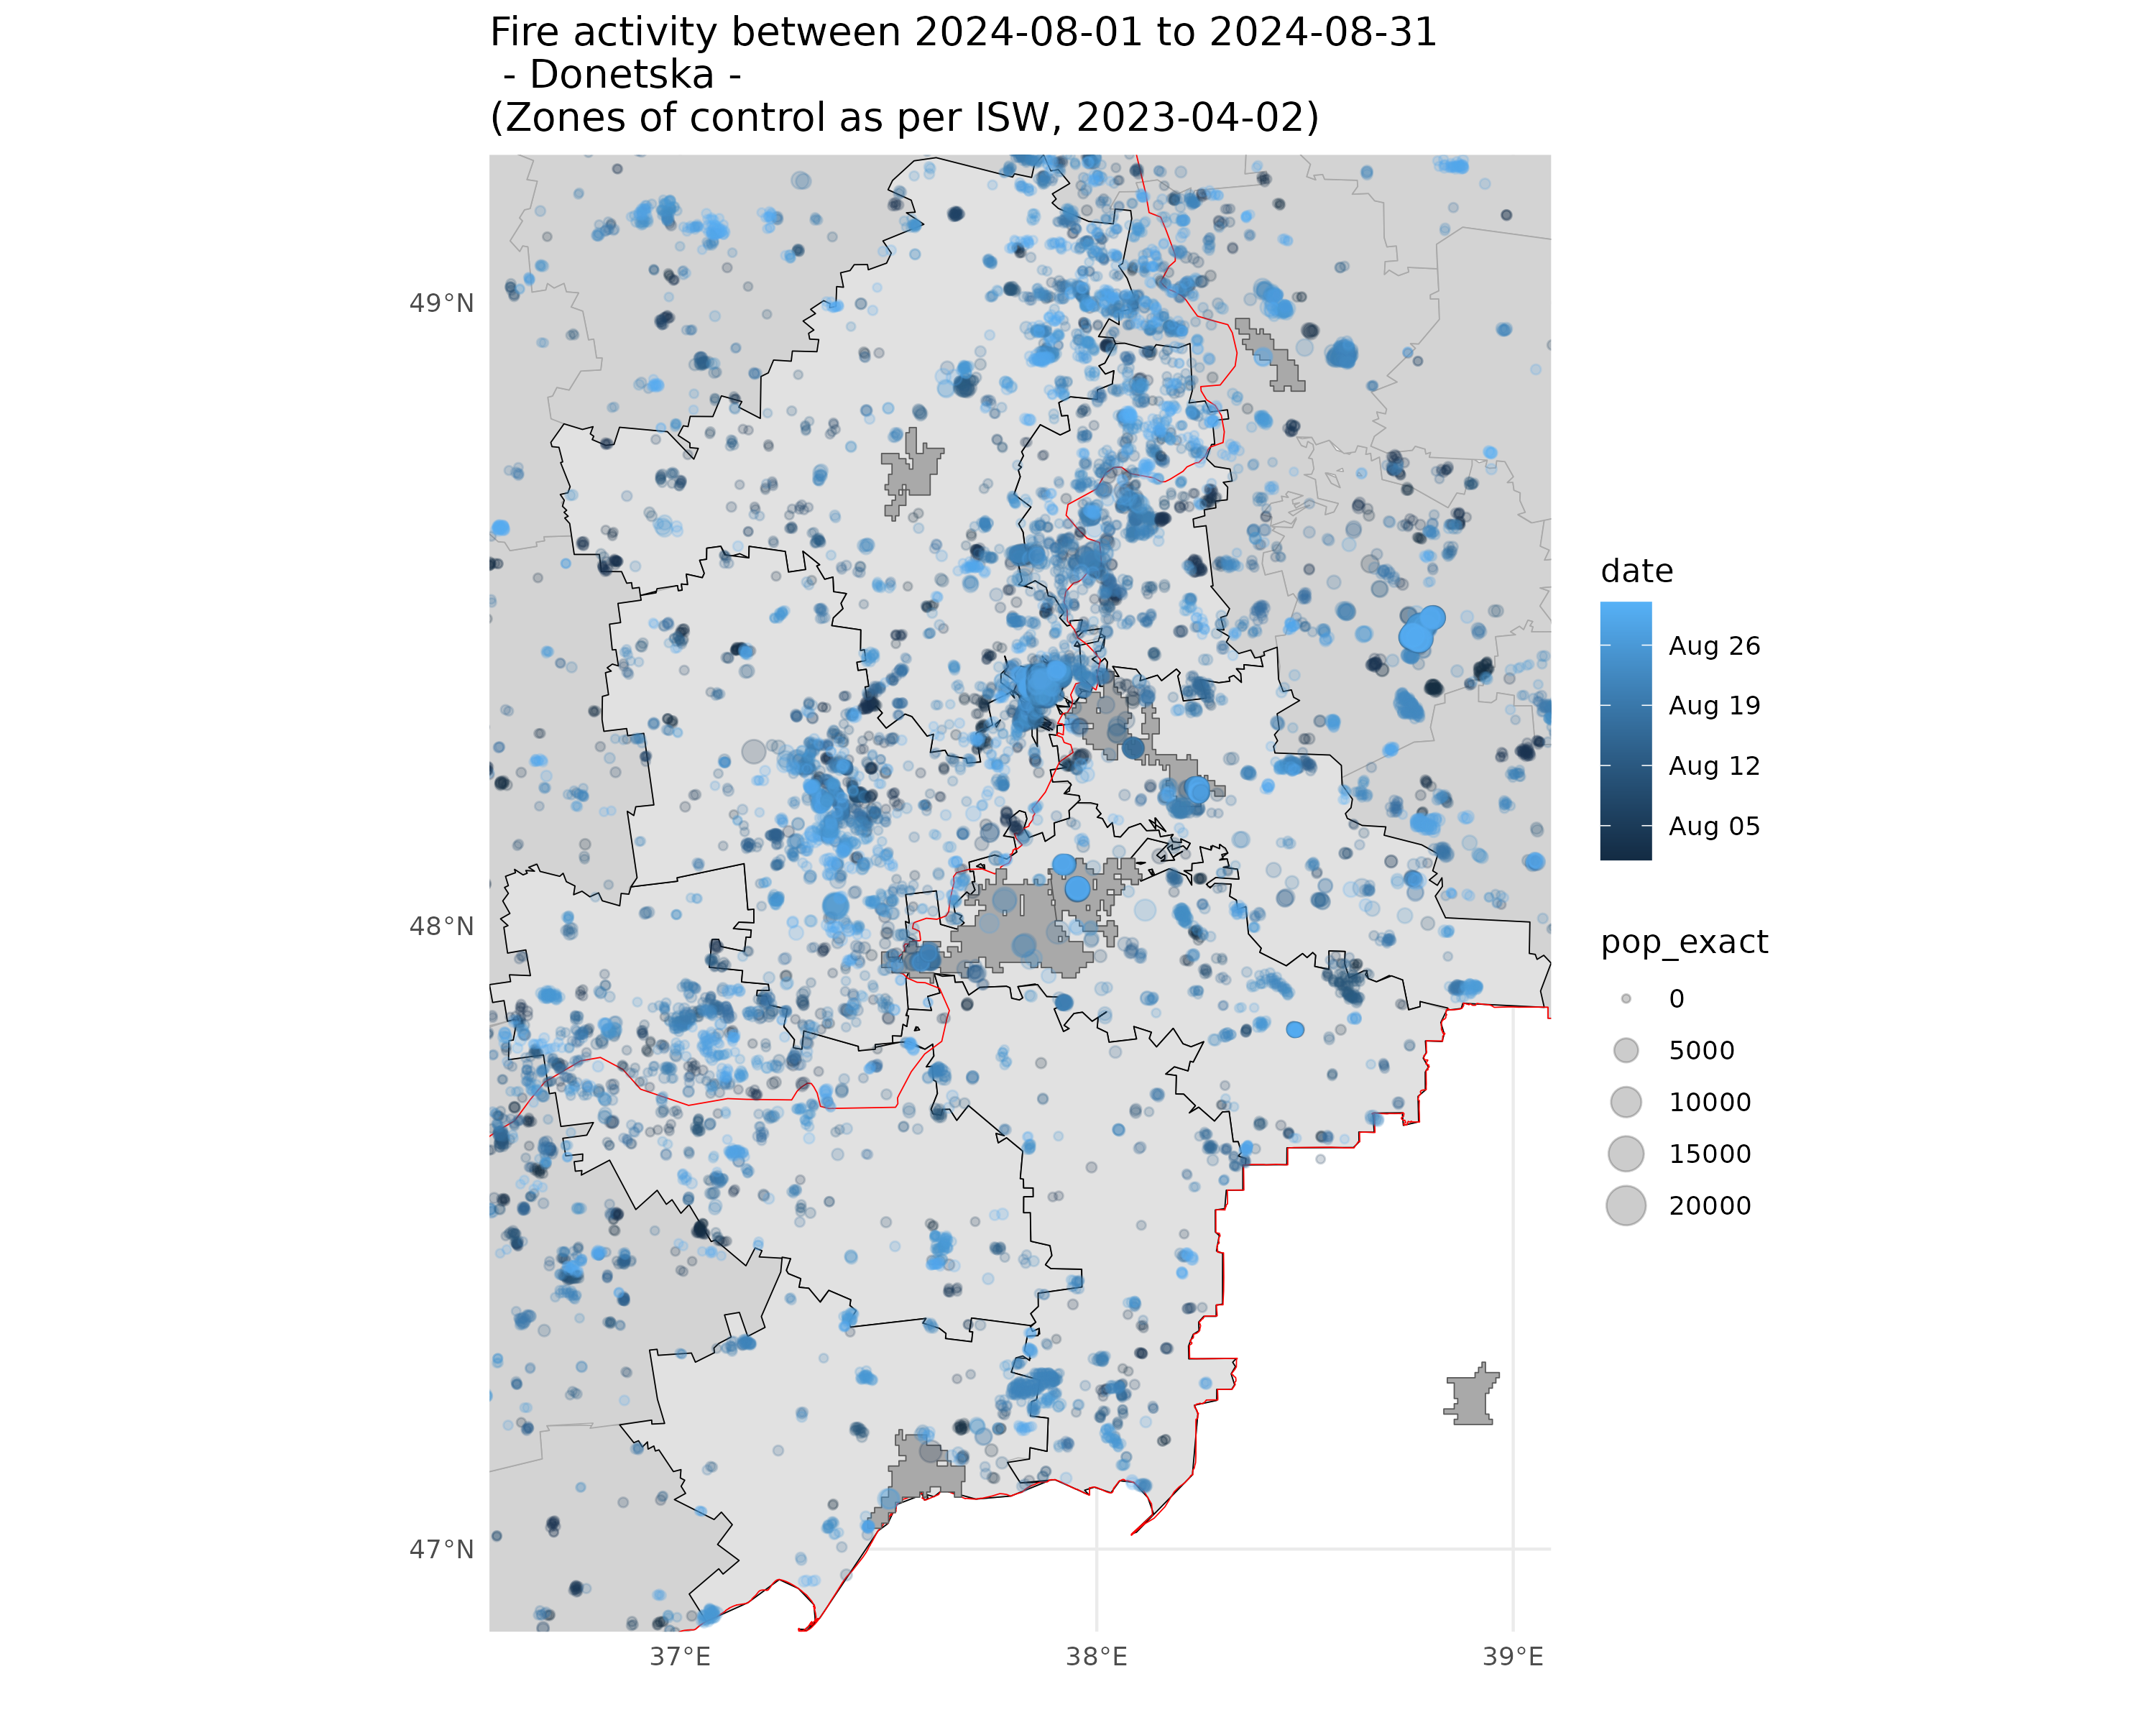 Fire activity between 2024-08-01 to 2024-08-31
- Donetska -
(Zones of control as per ISW, 2023-04-02)
49°N
48°N
47°N
37°E
38°E
39°E
date
Aug 26
Aug 19
Aug 12
Aug 05
pop_exact
0
5000
10000
15000
20000